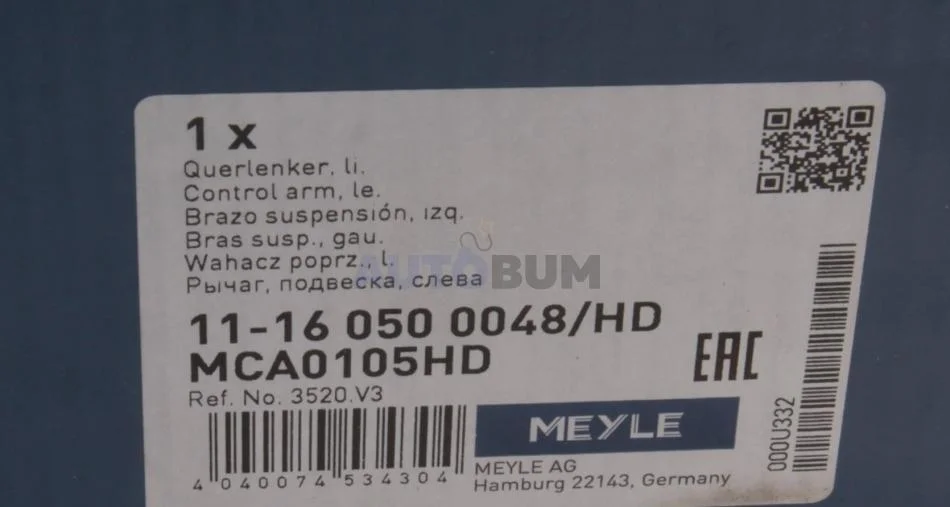 1 x
Querlenker, li.
Control arm, le.
Brazo suspensión, izq.
Bras susp., gau.
Wahacz poprz., l.
Рычаг, подвеска, слева
AUTOBUM
11-16 050 0048/HD
MCA0105HD
EAC
Ref. No. 3520.V3
MEYLE
000U332
4 040074 534304
MEYLE AG
Hamburg 22143, Germany